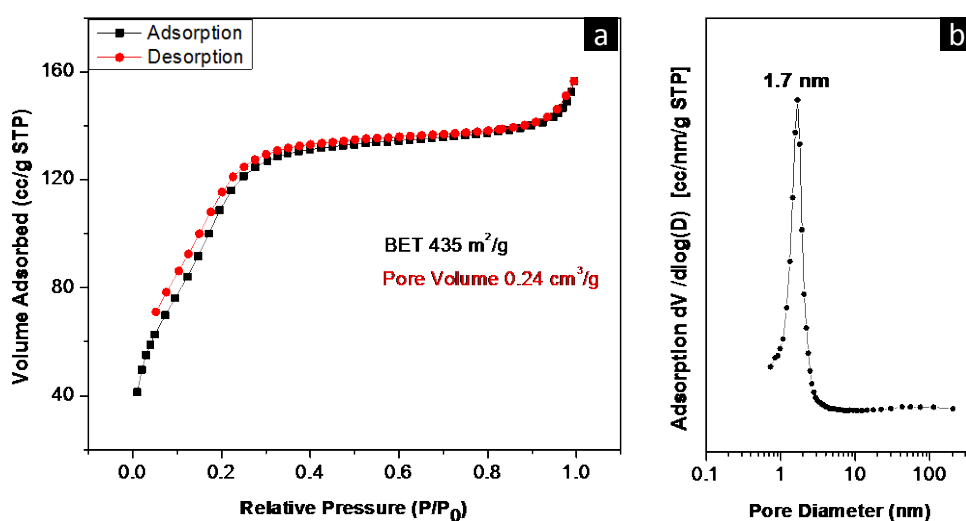 a
Adsorption
Desorption
160
120
80
40
Volume Adsorbed (cc/g STP)
BET 435 m²/g
Pore Volume 0.24 cm³/g
0.0 0.2 0.4 0.6 0.8 1.0
Relative Pressure (P/P₀)
b
1.7 nm
Adsorption dV /dlog(D) [cc/nm/g STP)
0.1 1 10 100
Pore Diameter (nm)